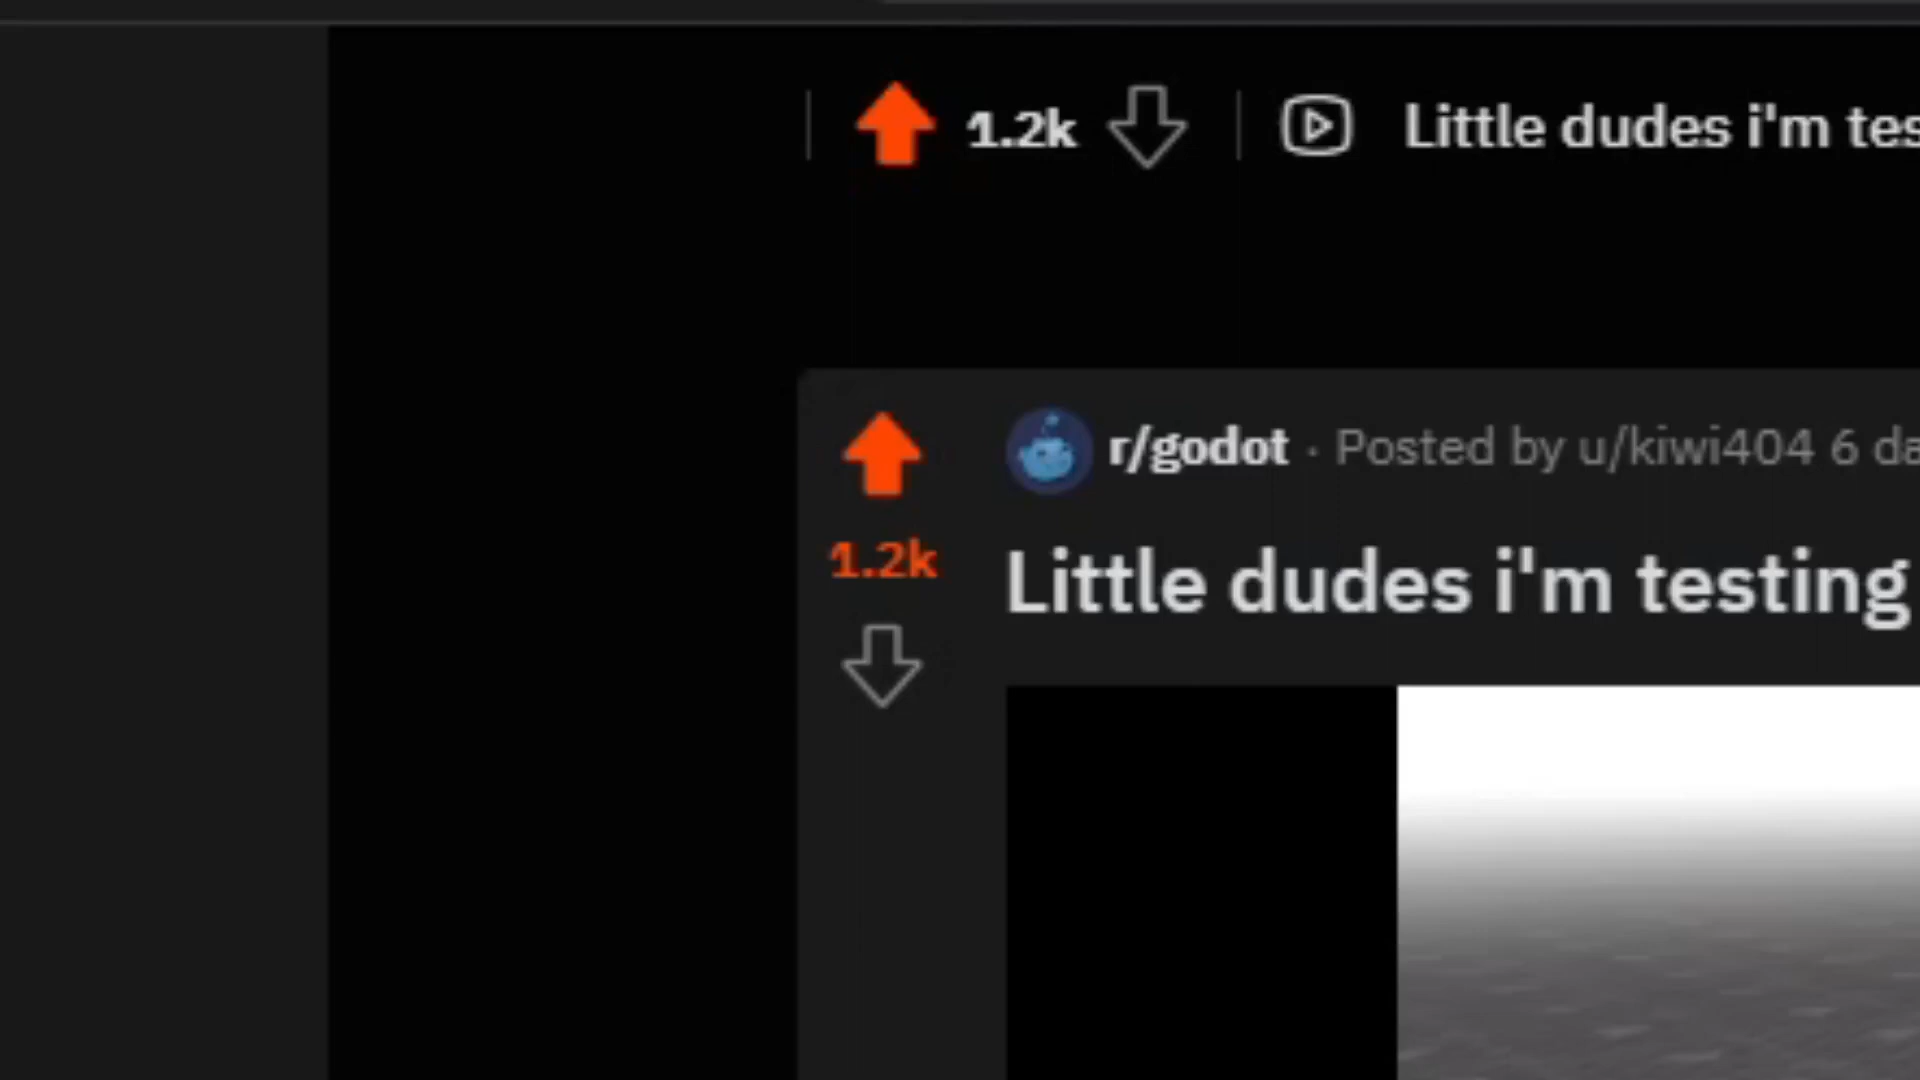 1.2k Little dudes i'm tes
r/godot · Posted by u/kiwi404 6 da
1.2k
Little dudes i'm testing